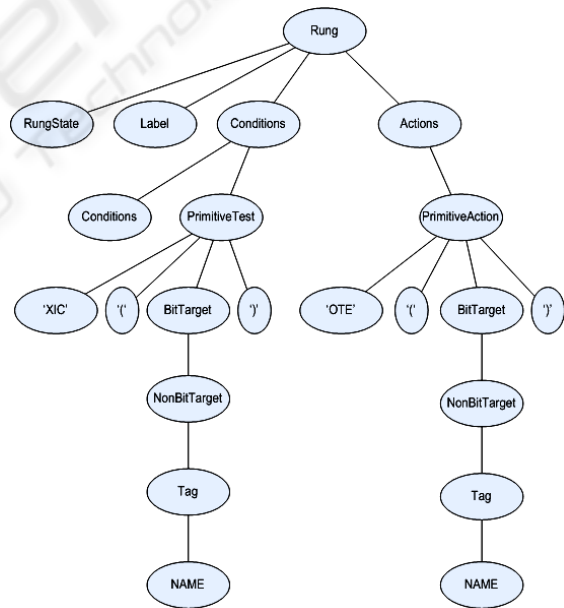 Rung
RungState Label Conditions Actions
Conditions PrimitiveTest PrimitiveAction
'XIC' '(' BitTarget ')' 'OTE' '(' BitTarget ')'
NonBitTarget NonBitTarget
Tag Tag
NAME NAME